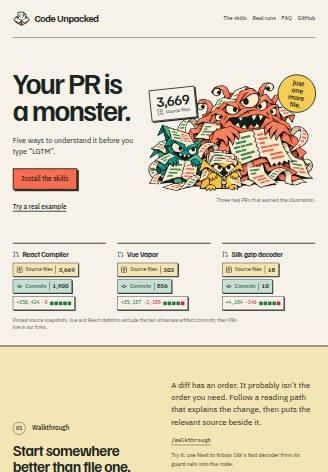 Code Unpacked
The skills Real runs FAQ GitHub
Your PR is
a monster.
Five ways to understand it before you
type "LGTM".
Install the skills
Try a real example
3,669
source files
Just
one
more
file.
Three real PRs that earned the illustration.
React Compiler
Source files 3,669
Commits 1,900
Vue Vapor
Source files 303
Commits 856
Silk gzip decoder
Source files 18
Commits 10
Pinned source snapshots. Vue and React statistics exclude the two showcase artifact commits; their PRs
live in our forks.
A diff has an order. It probably isn't the
order you need. Follow a reading path
that explains the change, then puts the
relevant source beside it.
/walkthrough
Try it: use Next to follow Silk's fast decoder from its
guard rails into the code.
01 Walkthrough
Start somewhere
better than file one.